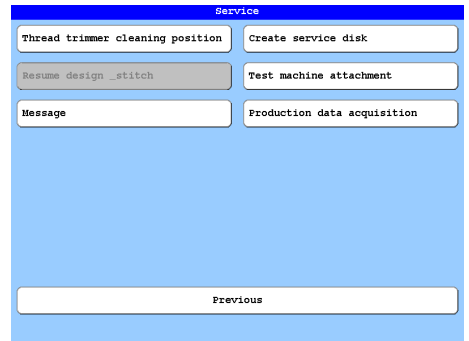 Service
Thread trimmer cleaning position
Create service disk
Resume design _stitch
Test machine attachment
Message
Production data acquisition
Previous